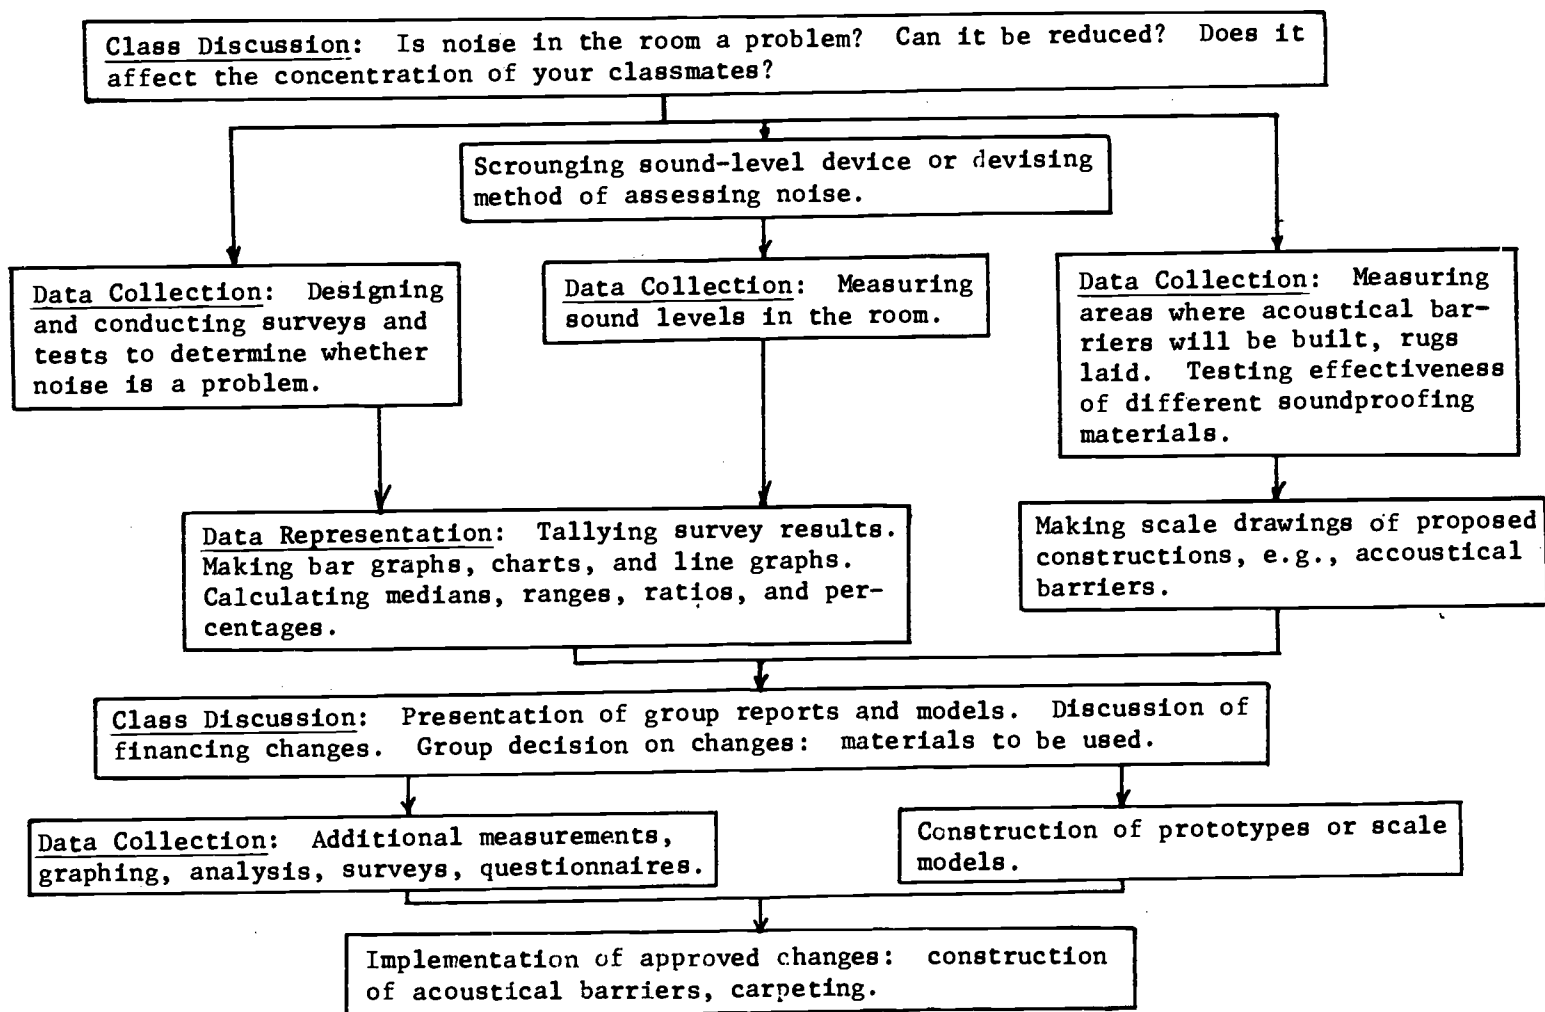 Class Discussion: Is noise in the room a problem? Can it be reduced? Does it
affect the concentration of your classmates?
Scrounging sound-level device or devising
method of assessing noise.
Data Collection: Designing
and conducting surveys and
tests to determine whether
noise is a problem.
Data Collection: Measuring
sound levels in the room.
Data Collection: Measuring
areas where acoustical bar-
riers will be built, rugs
laid. Testing effectiveness
of different soundproofing
materials.
Data Representation: Tallying survey results.
Making bar graphs, charts, and line graphs.
Calculating medians, ranges, ratios, and per-
centages.
Making scale drawings of proposed
constructions, e.g., accoustical
barriers.
Class Discussion: Presentation of group reports and models. Discussion of
financing changes. Group decision on changes: materials to be used.
Data Collection: Additional measurements,
graphing, analysis, surveys, questionnaires.
Construction of prototypes or scale
models.
Implementation of approved changes: construction
of acoustical barriers, carpeting.